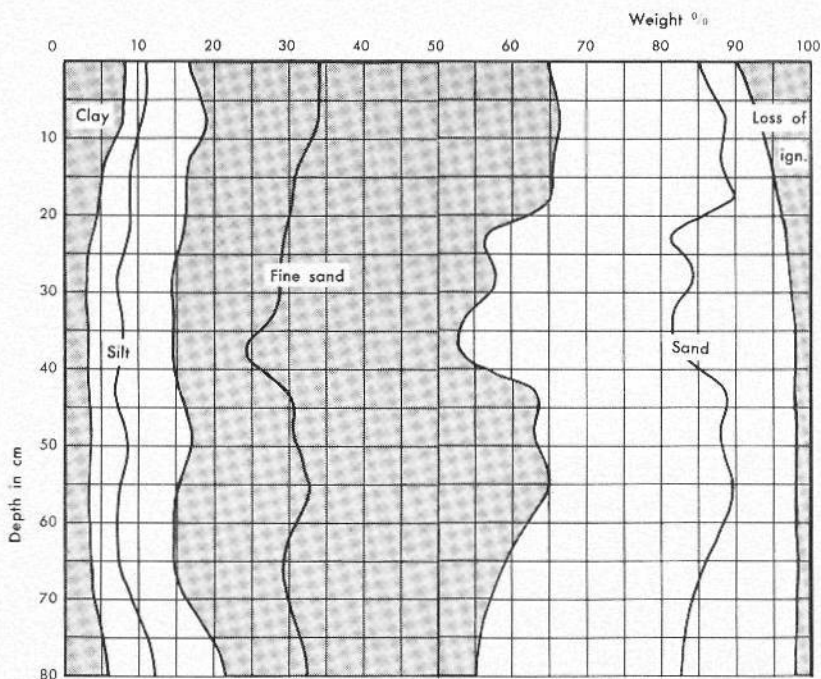 Weight %
0 10 20 30 40 50 60 70 80 90 100
Clay
Loss of
ign.
10
20
Fine sand
30
Silt
Sand
40
50
Depth in cm
60
70
80